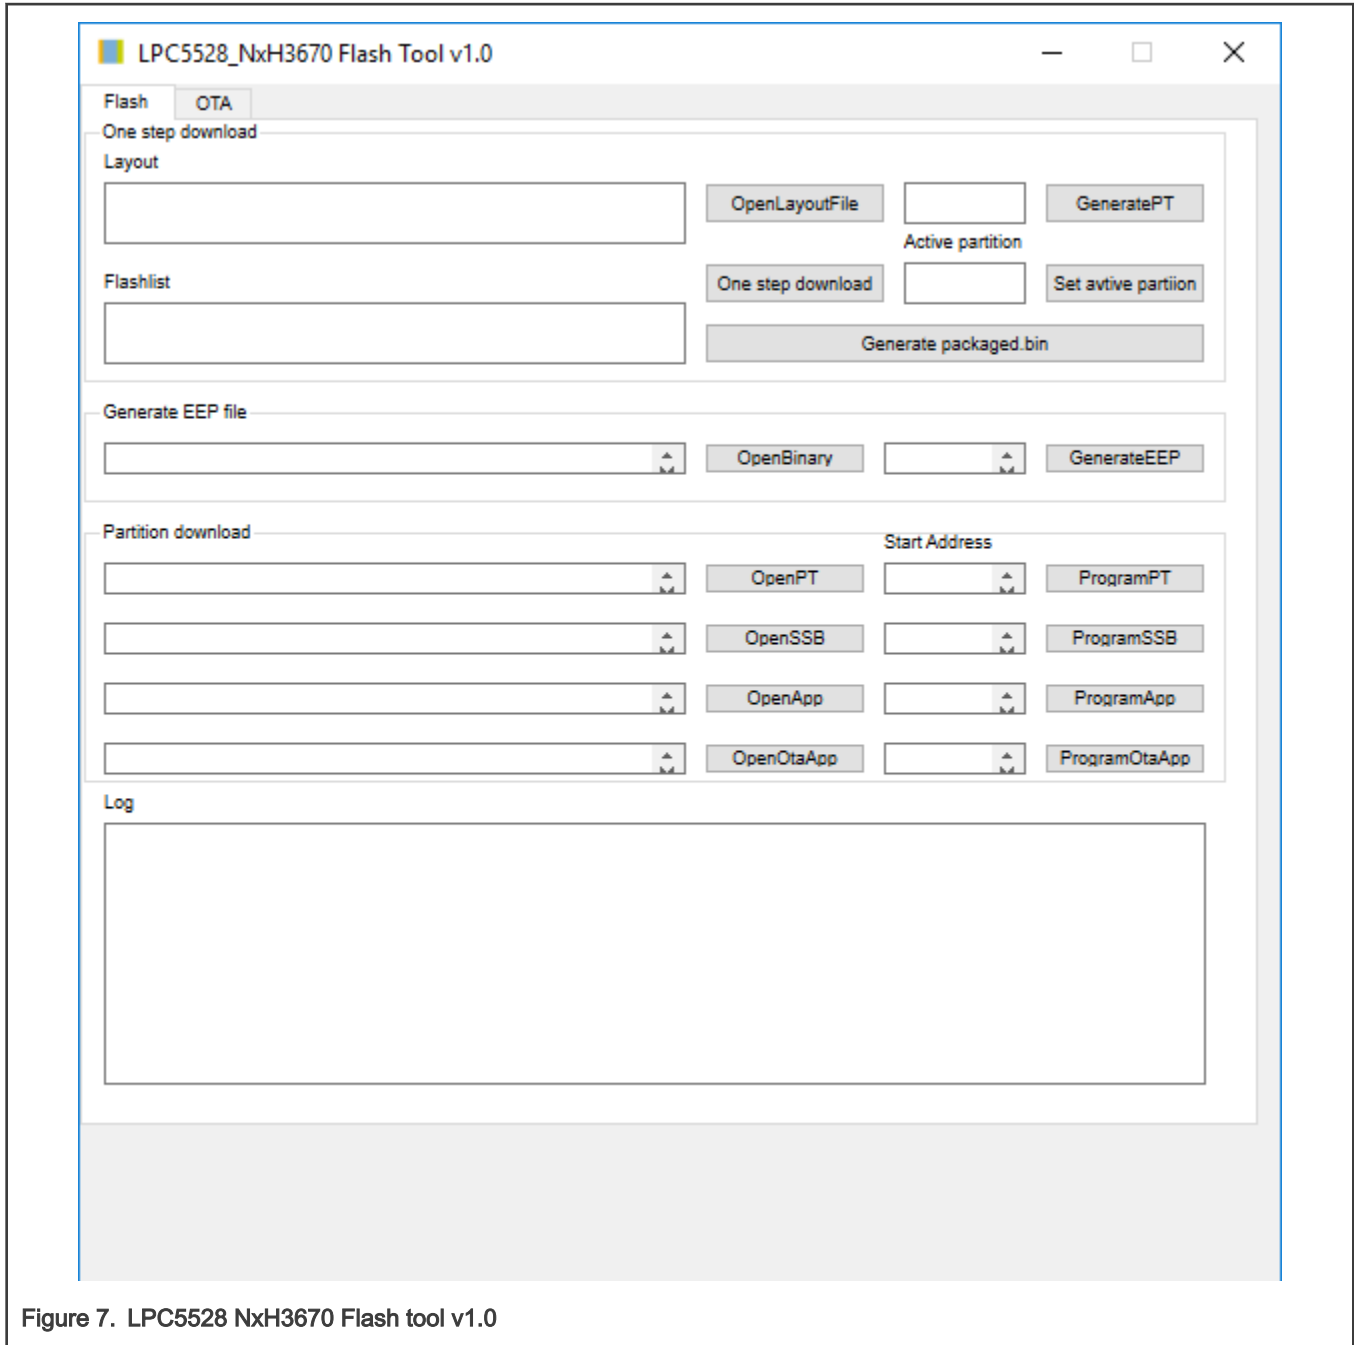 LPC5528_NxH3670 Flash Tool v1.0
Flash OTA
One step download
Layout
OpenLayoutFile GeneratePT
Active partition
Flashlist One step download Set avtive partiion
Generate packaged.bin
Generate EEP file
OpenBinary GenerateEEP
Partition download
Start Address
OpenPT ProgramPT
OpenSSB ProgramSSB
OpenApp ProgramApp
OpenOtaApp ProgramOtaApp
Log
Figure 7. LPC5528 NxH3670 Flash tool v1.0